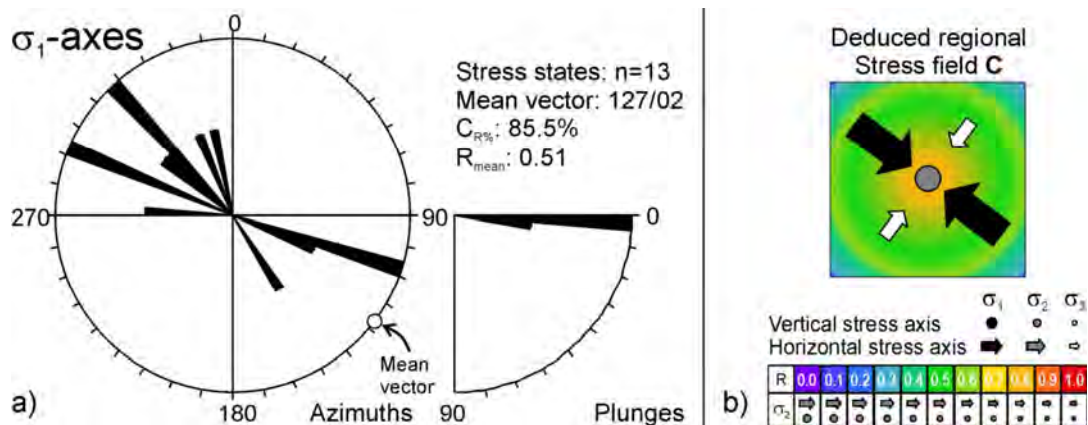 σ1-axes
0
Stress states: n=13
Mean vector: 127/02
CR%: 85.5%
Rmean: 0.51
270
90
0
Mean
vector
a)
180
Azimuths
90
Plunges
Deduced regional
Stress field C
σ1 σ2 σ3
Vertical stress axis
Horizontal stress axis
R 0.0 0.1 0.2 0.3 0.4 0.5 0.6 0.7 0.8 0.9 1.0
σ2
b)